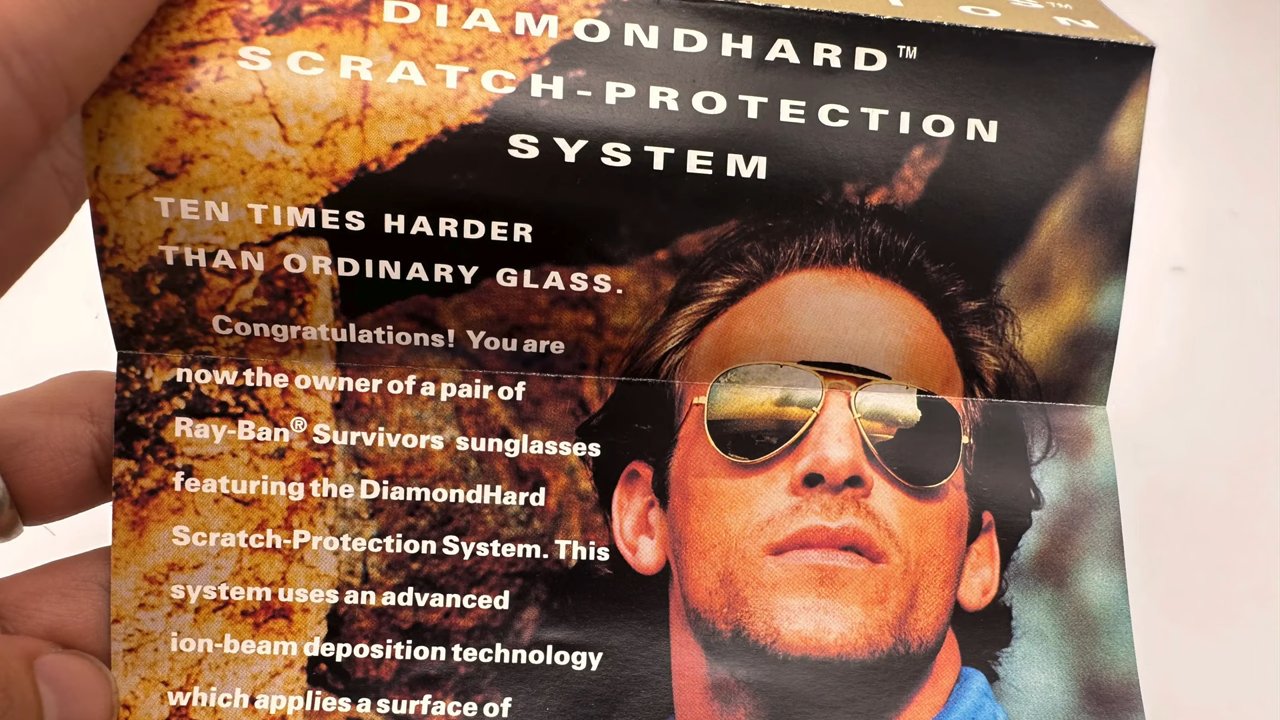 DIAMONDHARD™
SCRATCH-PROTECTION
SYSTEM
TEN TIMES HARDER
THAN ORDINARY GLASS.
Congratulations! You are
now the owner of a pair of
Ray-Ban® Survivors sunglasses
featuring the DiamondHard
Scratch-Protection System. This
system uses an advanced
ion-beam deposition technology
which applies a surface of